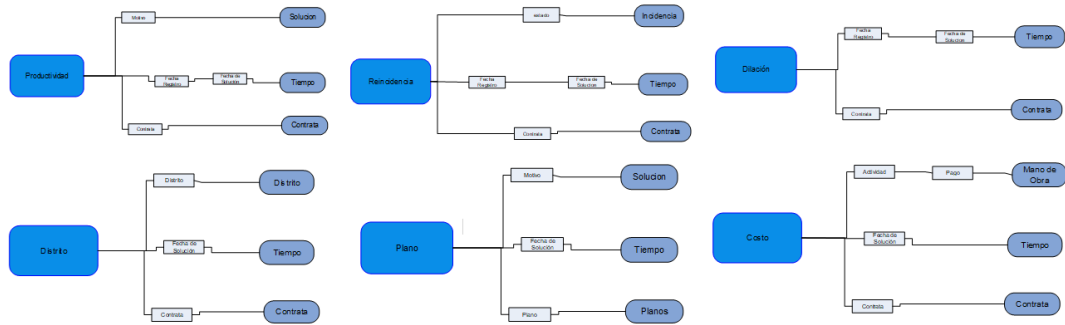 Solucion
Motivo
Productividad
Fecha
Registro
Fecha de
Solución
Tiempo
Contrata
Contrata
Incidencia
estado
Reincidencia
Fecha
Registro
Fecha de
Solucion
Tiempo
Contrata
Contrata
Fecha
Registro
Fecha de
Solucion
Tiempo
Dilación
Contrata
Contrata
Distrito
Distrito
Distrito
Fecha de
Solución
Tiempo
Contrata
Contrata
Motivo
Solucion
Plano
Fecha de
Solución
Tiempo
Plano
Planos
Actividad
Pago
Mano de
Obra
Costo
Fecha de
Solución
Tiempo
Contrata
Contrata